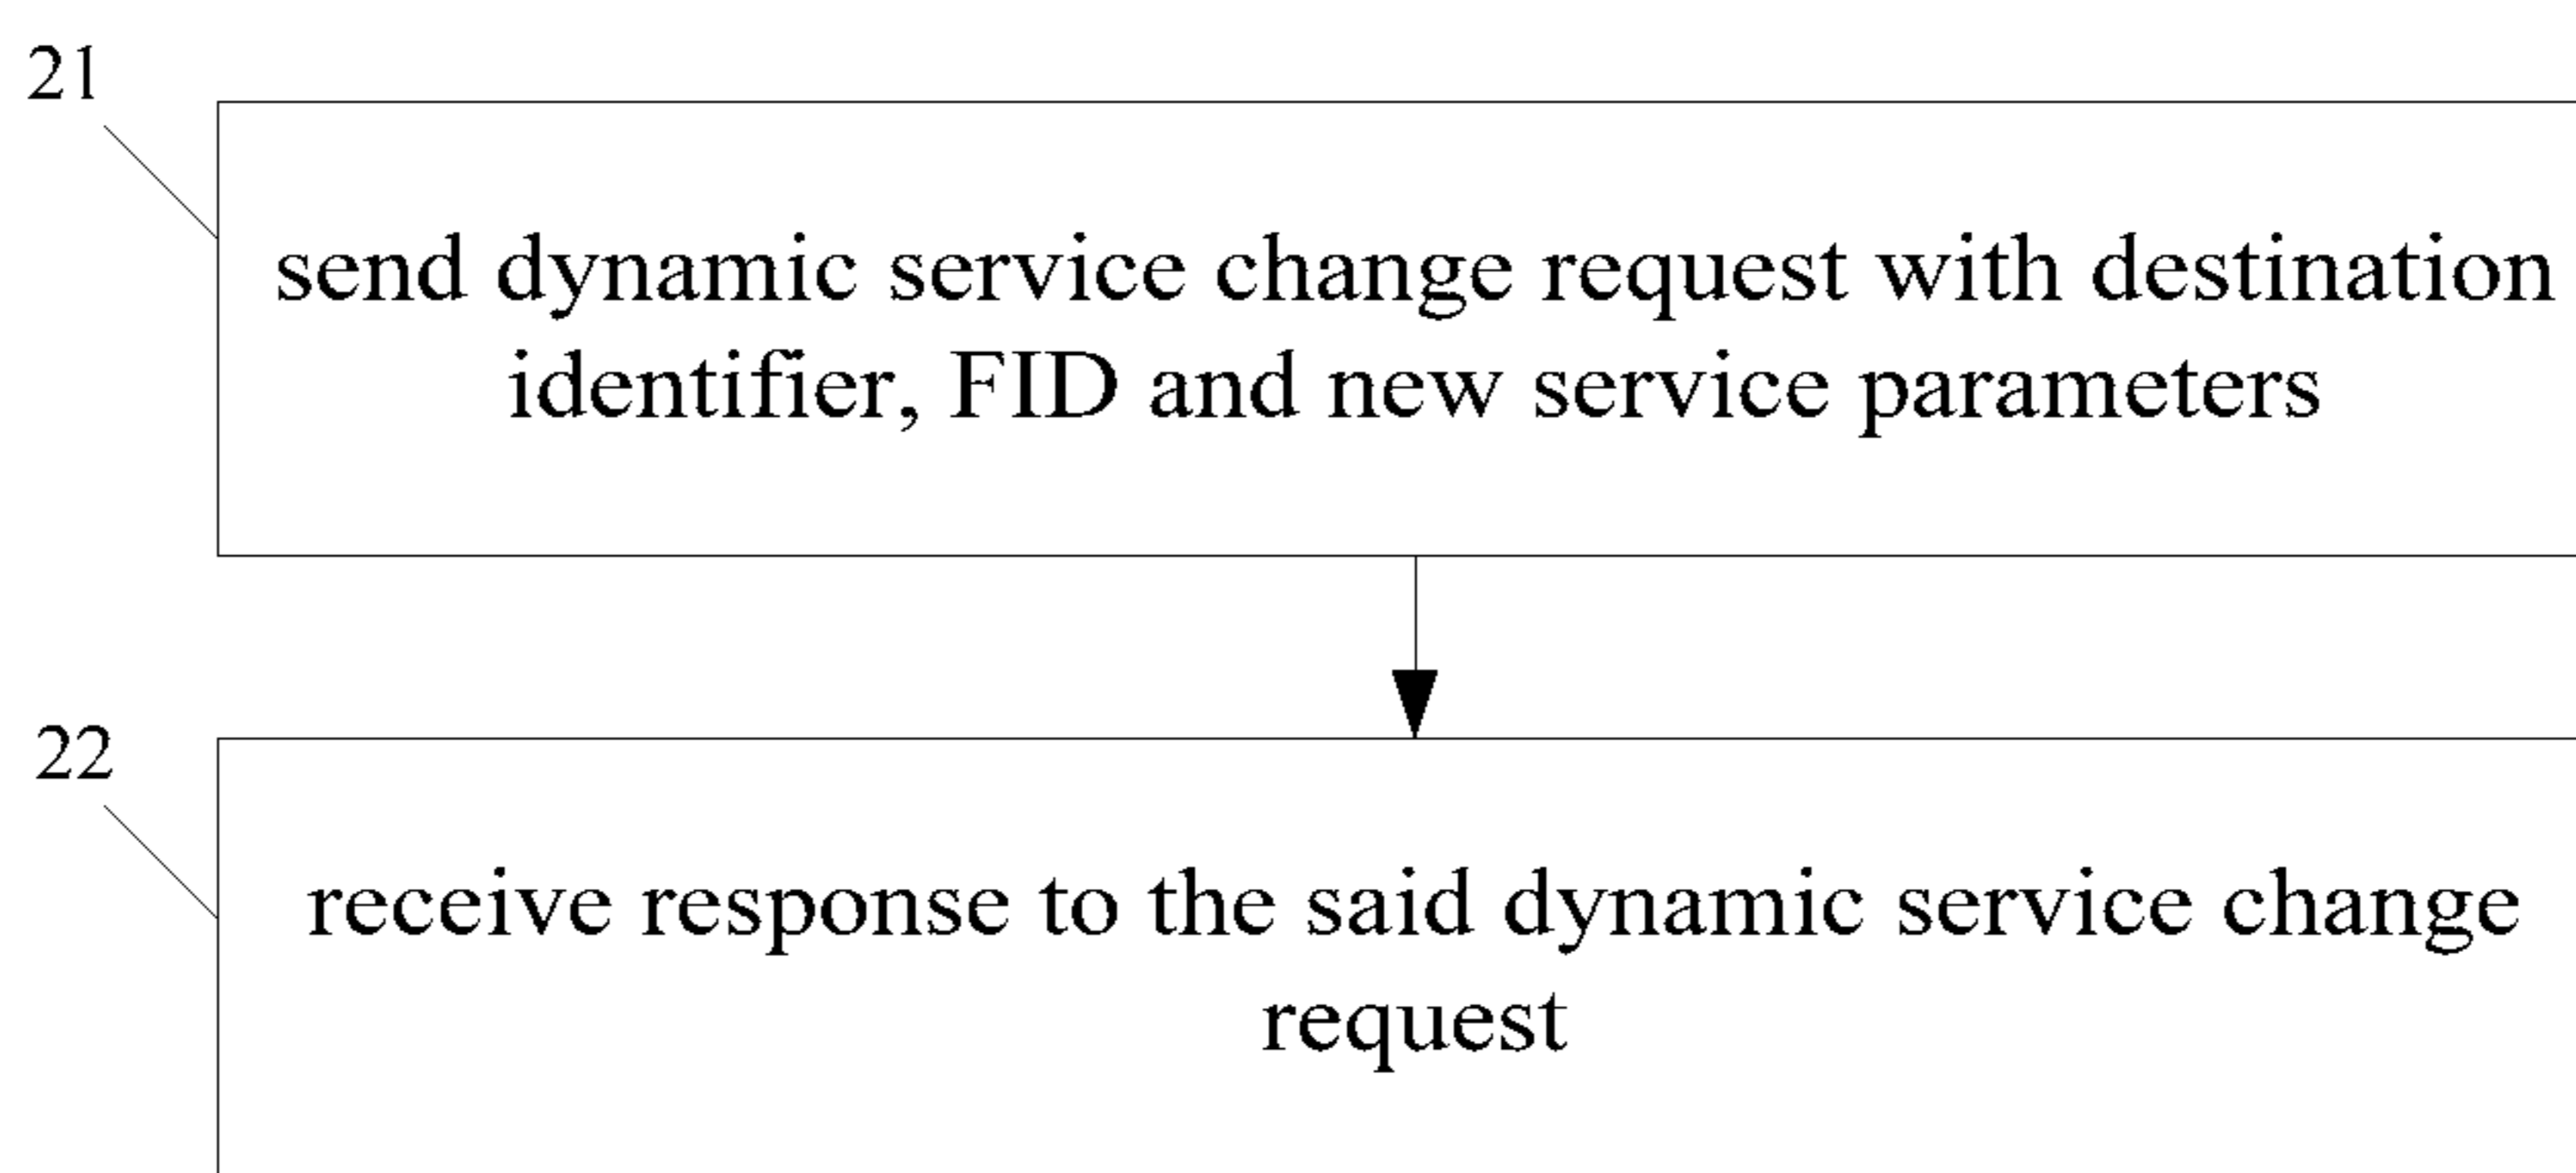 21
send dynamic service change request with destination
identifier, FID and new service parameters
22
receive response to the said dynamic service change
request